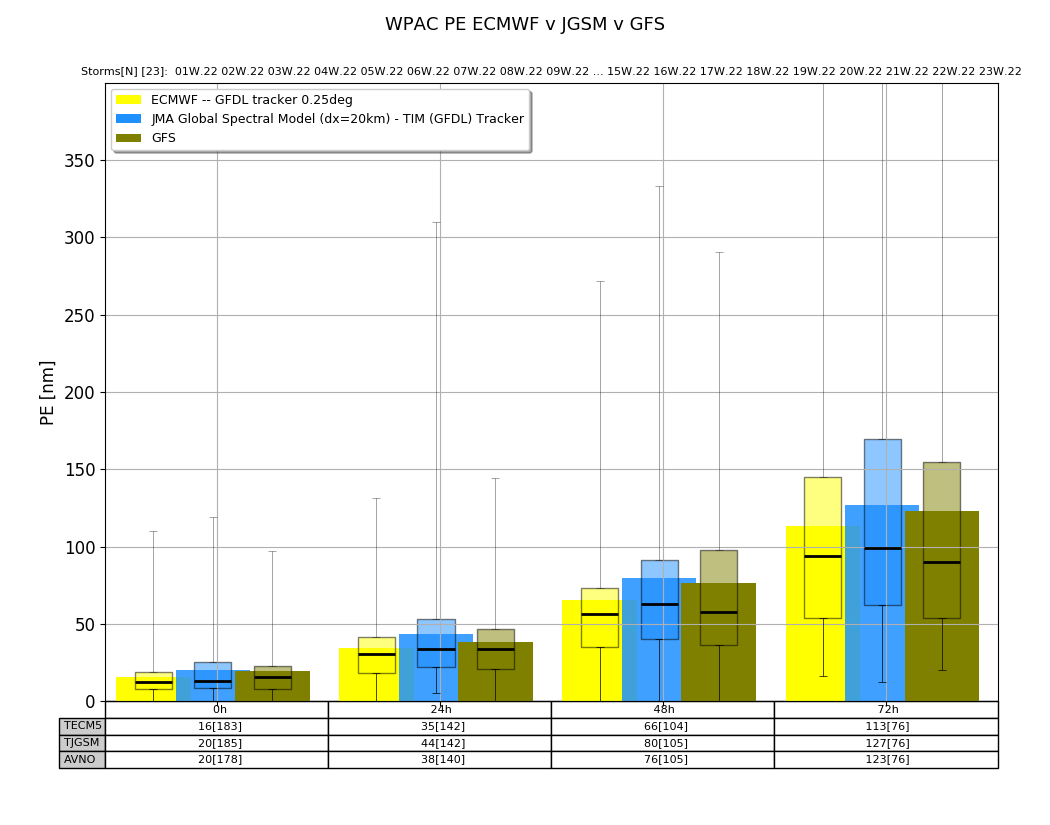 WPAC PE ECMWF v JGSM v GFS
Storms[N] [23]: 01W.22 02W.22 03W.22 04W.22 05W.22 06W.22 07W.22 08W.22 09W.22 ... 15W.22 16W.22 17W.22 18W.22 19W.22 20W.22 21W.22 22W.22 23W.22
ECMWF -- GFDL tracker 0.25deg
JMA Global Spectral Model (dx=20km) - TIM (GFDL) Tracker
GFS
350
300
250
200
150
100
50
0
PE [nm]
0h 24h 48h 72h
TECM5 16[183] 35[142] 66[104] 113[76]
TJGSM 20[185] 44[142] 80[105] 127[76]
AVNO 20[178] 38[140] 76[105] 123[76]